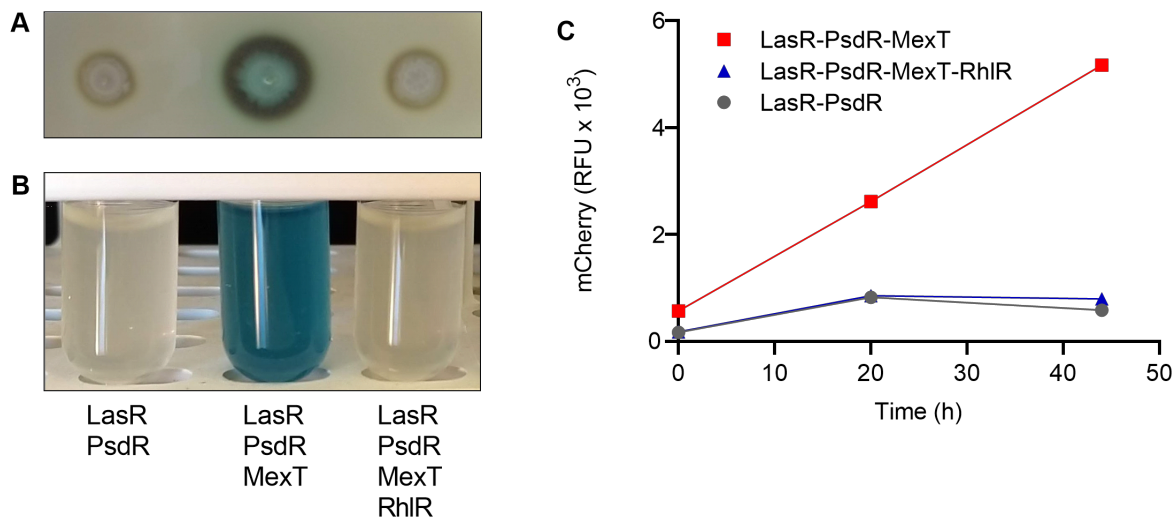 A
B
LasR
PsdR
LasR
PsdR
MexT
LasR
PsdR
MexT
RhlR
C
LasR-PsdR-MexT
LasR-PsdR-MexT-RhlR
LasR-PsdR
mCherry (RFU x 10³)
6
4
2
0
0 10 20 30 40 50
Time (h)